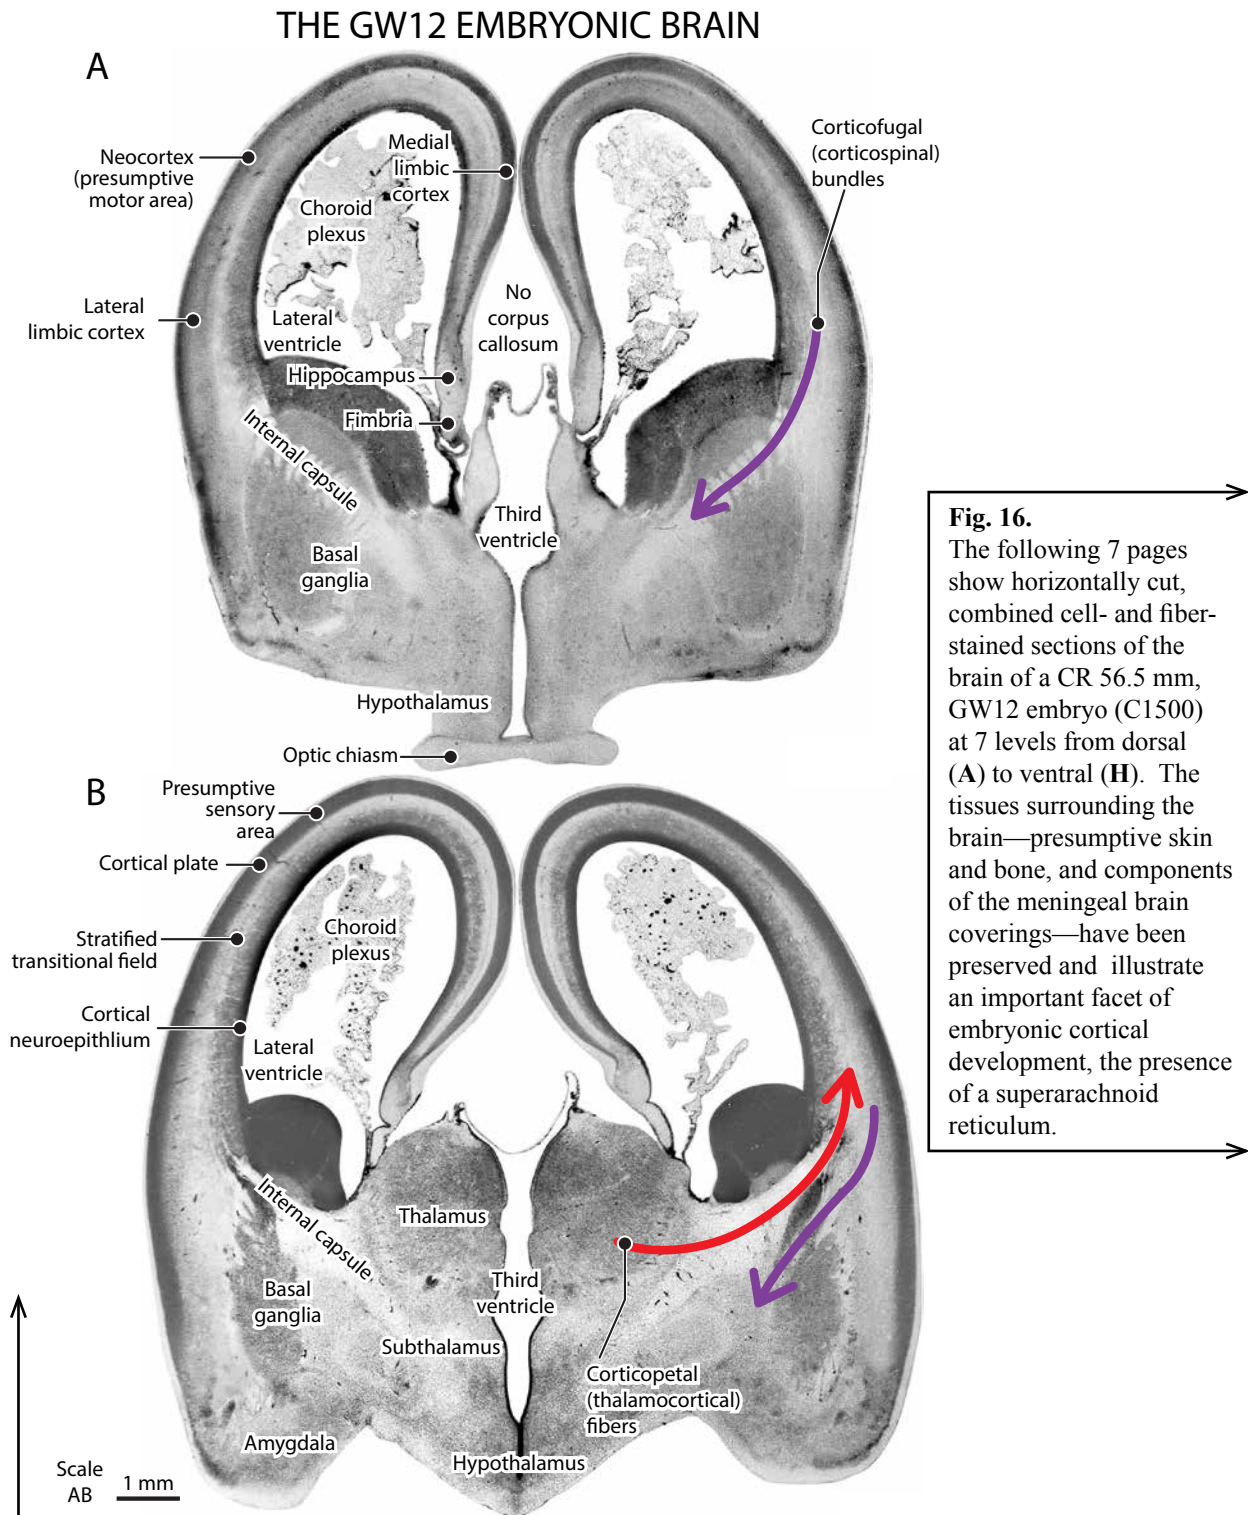 THE GW12 EMBRYONIC BRAIN
A
Neocortex
(presumptive
motor area)
Medial
limbic
cortex
Corticofugal
(corticospinal)
bundles
Choroid
plexus
Lateral
limbic cortex
Lateral
ventricle
No
corpus
callosum
Hippocampus
Fimbria
Internal capsule
Third
ventricle
Basal
ganglia
Hypothalamus
Optic chiasm
B
Presumptive
sensory
area
Cortical plate
Stratified
transitional field
Cortical
neuroepithlium
Choroid
plexus
Lateral
ventricle
Internal capsule
Thalamus
Basal
ganglia
Third
ventricle
Subthalamus
Corticopetal
(thalamocortical)
fibers
Amygdala
Hypothalamus
Scale
AB
1 mm
Fig. 16.
The following 7 pages
show horizontally cut,
combined cell- and fiber-
stained sections of the
brain of a CR 56.5 mm,
GW12 embryo (C1500)
at 7 levels from dorsal
(A) to ventral (H). The
tissues surrounding the
brain—presumptive skin
and bone, and components
of the meningeal brain
coverings—have been
preserved and illustrate
an important facet of
embryonic cortical
development, the presence
of a superarachnoid
reticulum.